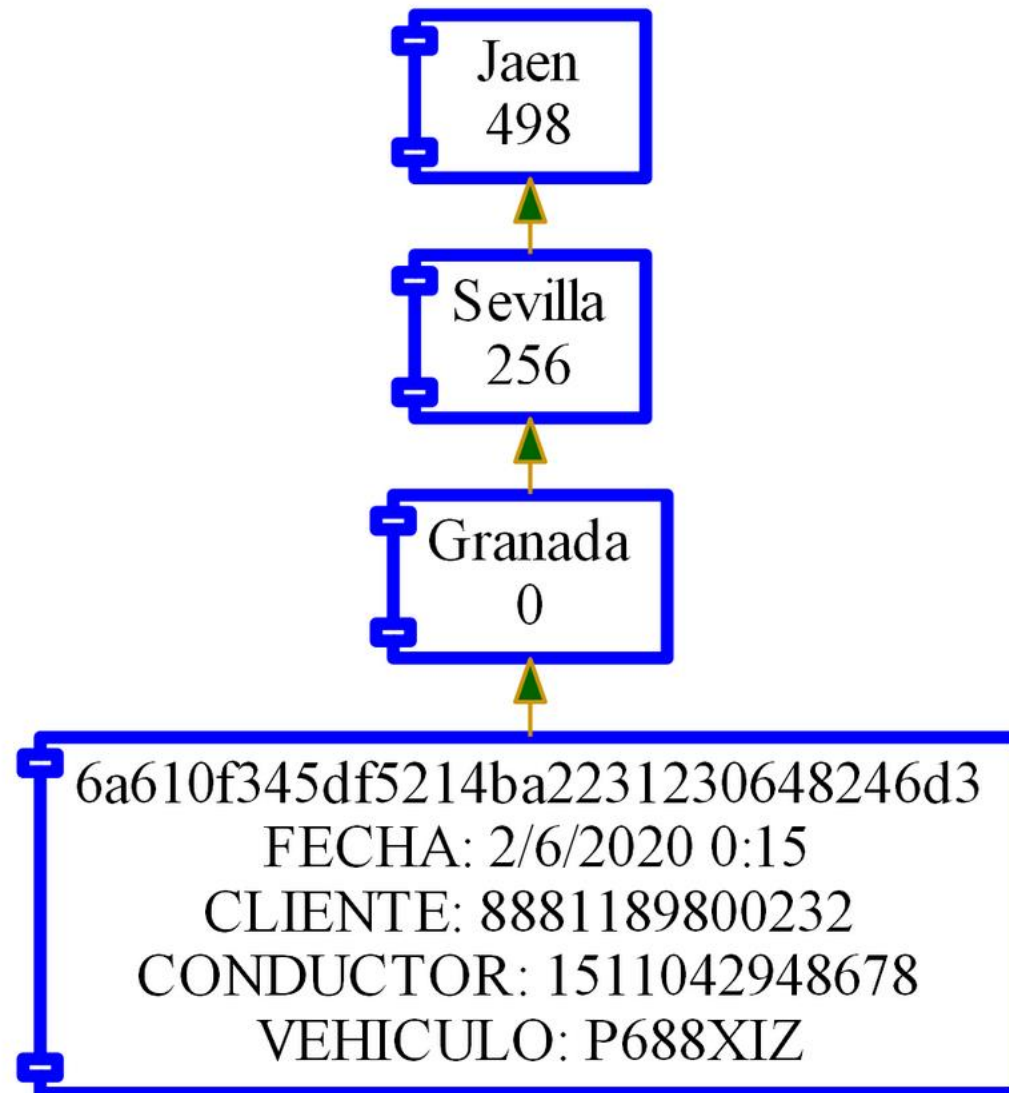 Jaen
498
Sevilla
256
Granada
0
6a610f345df5214ba2231230648246d3
FECHA: 2/6/2020 0:15
CLIENTE: 8881189800232
CONDUCTOR: 1511042948678
VEHICULO: P688XIZ